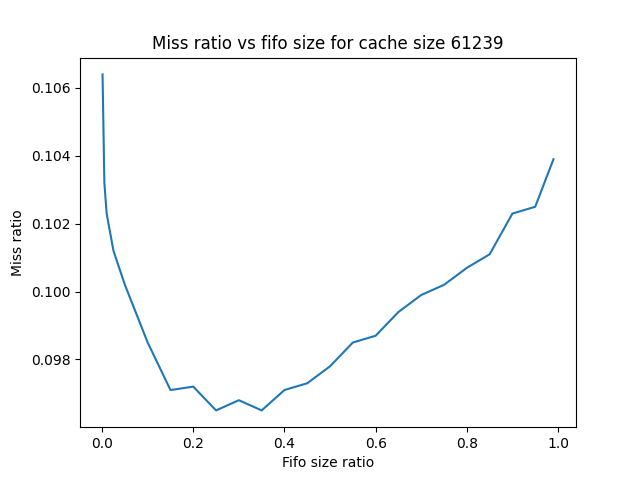 Miss ratio vs fifo size for cache size 61239
0.106
0.104
0.102
0.100
0.098
Miss ratio
0.0 0.2 0.4 0.6 0.8 1.0
Fifo size ratio